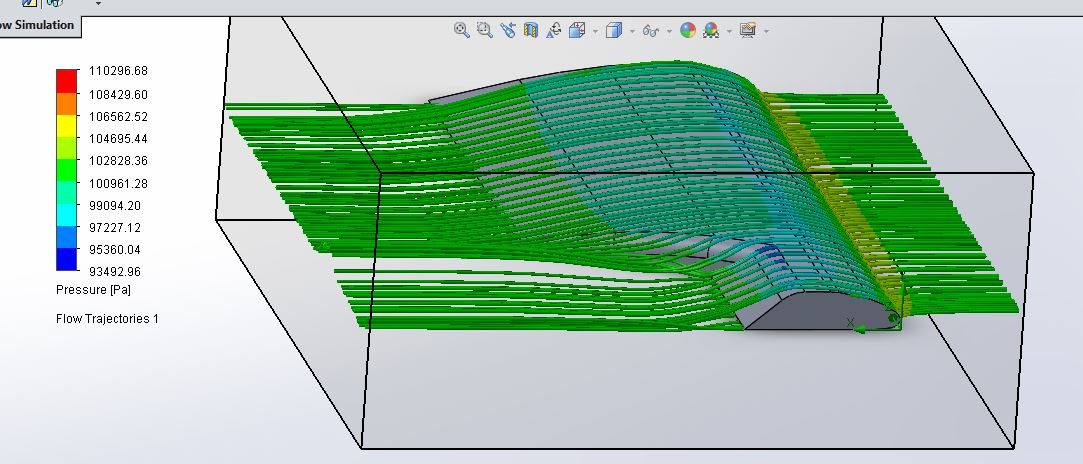 ow Simulation
110296.68
108429.60
106562.52
104695.44
102828.36
100961.28
99094.20
97227.12
95360.04
93492.96
Pressure [Pa]
Flow Trajectories 1
X